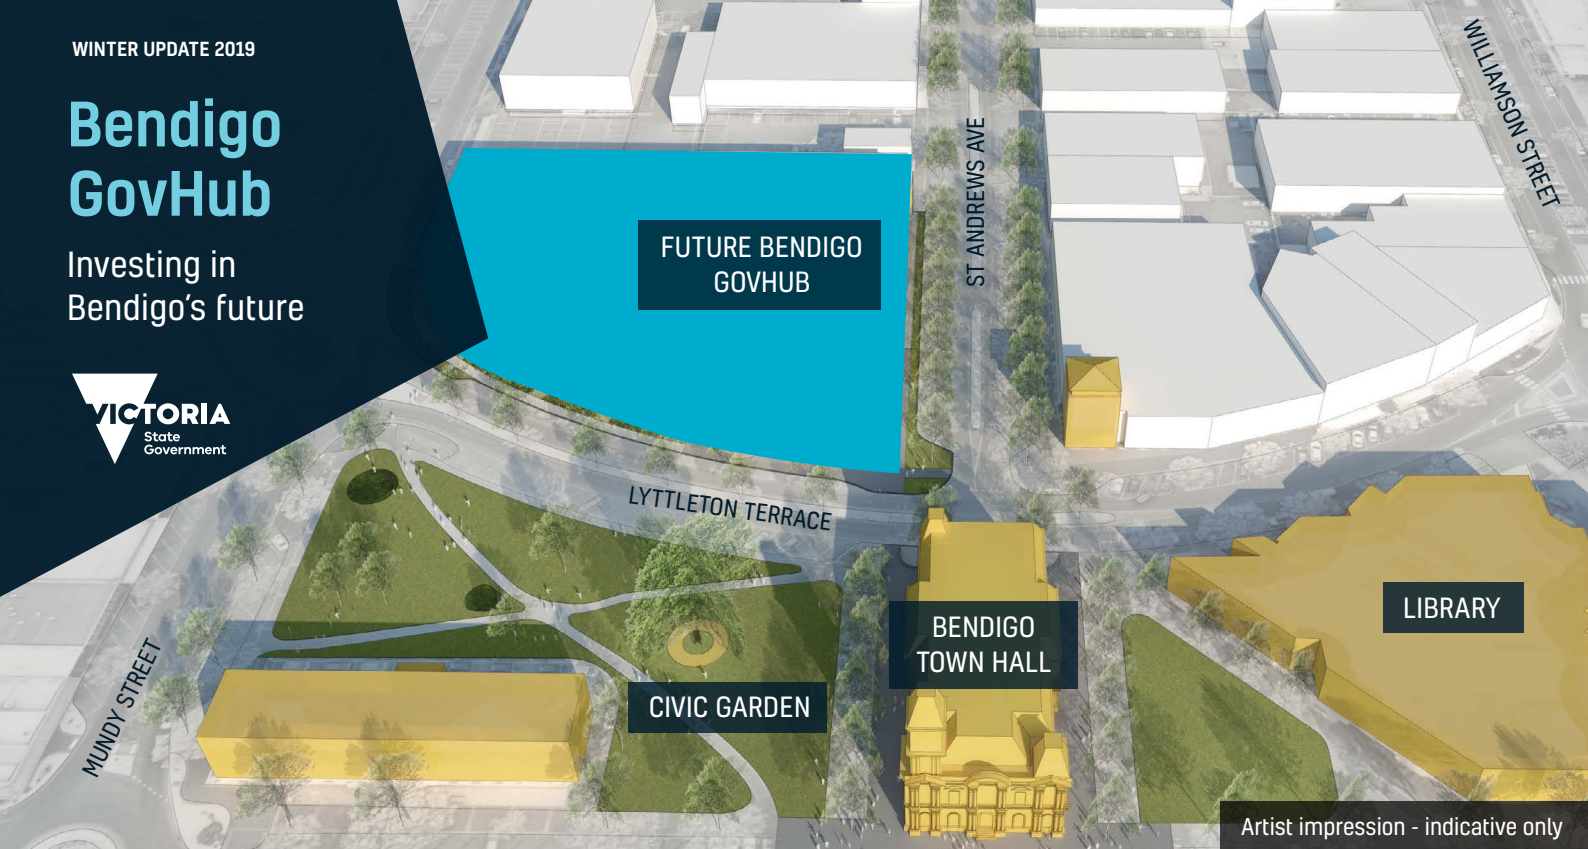 WINTER UPDATE 2019
Bendigo
GovHub
Investing in
Bendigo's future
VICTORIA
State
Government
FUTURE BENDIGO
GOVHUB
ST ANDREWS AVE
WILLIAMSON STREET
LYTTLETON TERRACE
MUNDY STREET
CIVIC GARDEN
BENDIGO
TOWN HALL
LIBRARY
Artist impression - indicative only